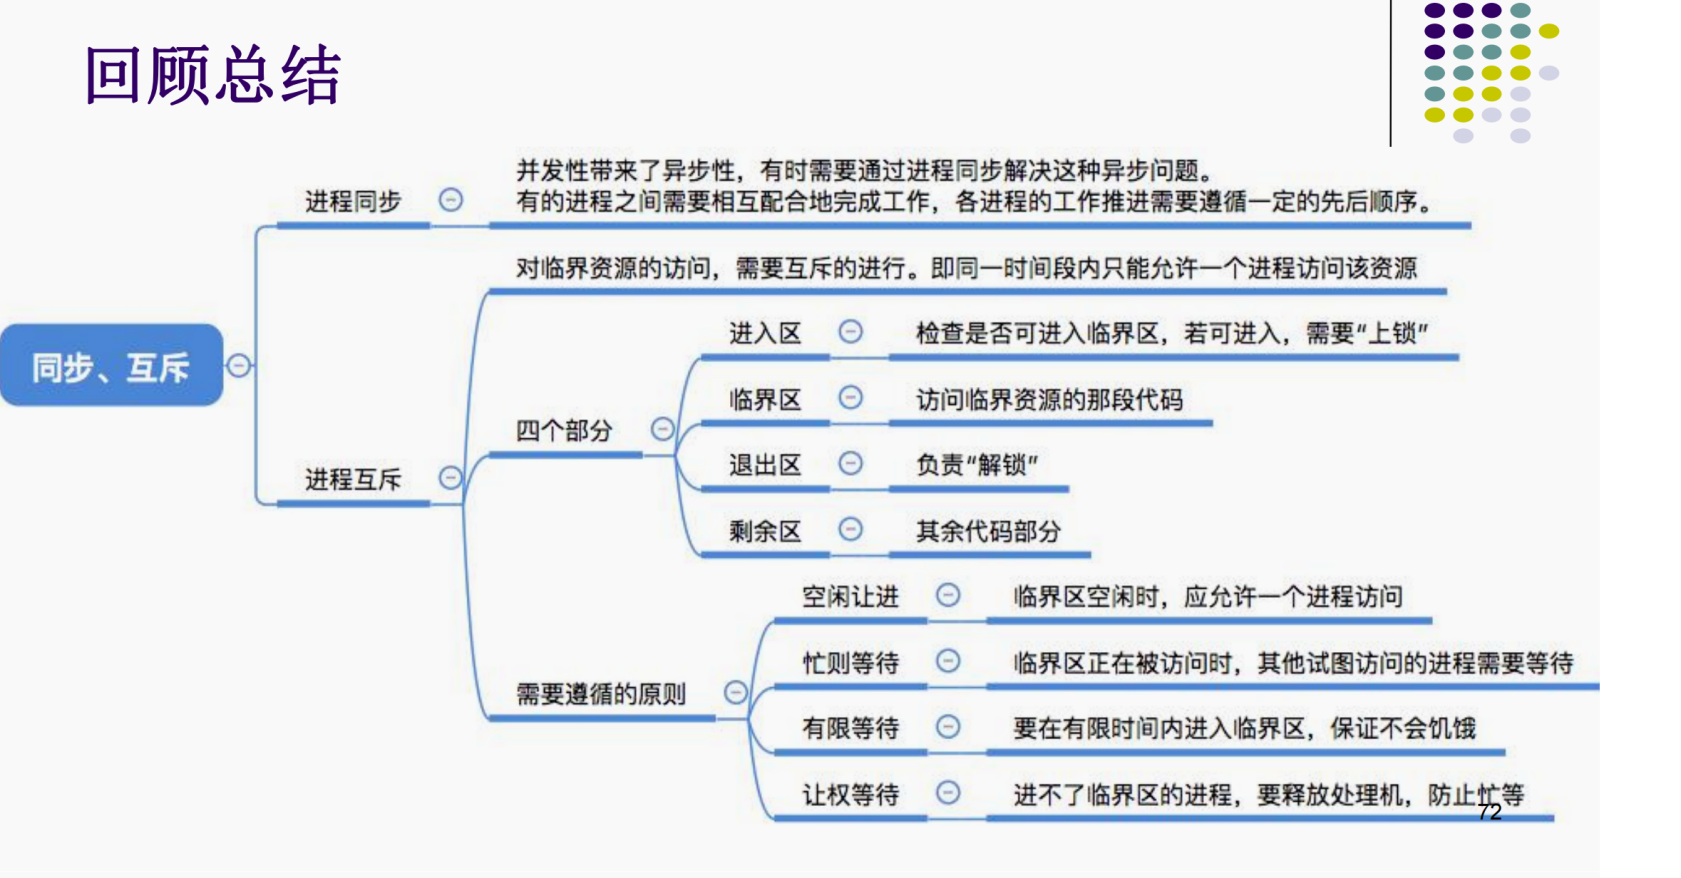 回顾总结
并发性带来了异步性，有时需要通过进程同步解决这种异步问题。
进程同步
有的进程之间需要相互配合地完成工作，各进程的工作推进需要遵循一定的先后顺序。
对临界资源的访问，需要互斥的进行。即同一时间段内只能允许一个进程访问该资源
进入区
检查是否可进入临界区，若可进入，需要“上锁”
同步、互斥
临界区
访问临界资源的那段代码
四个部分
退出区
负责“解锁”
进程互斥
剩余区
其余代码部分
空闲让进
临界区空闲时，应允许一个进程访问
忙则等待
临界区正在被访问时，其他试图访问的进程需要等待
需要遵循的原则
有限等待
要在有限时间内进入临界区，保证不会饥饿
让权等待
进不了临界区的进程，要释放处理机，防止忙等
72